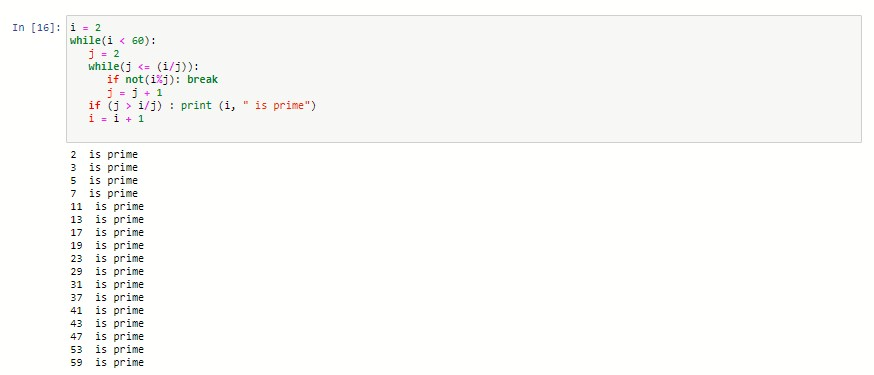 In [16]: i = 2
while(i < 60):
   j = 2
   while(j <= (i/j)):
      if not(i%j): break
      j = j + 1
   if (j > i/j) : print (i, " is prime")
   i = i + 1
2  is prime
3  is prime
5  is prime
7  is prime
11  is prime
13  is prime
17  is prime
19  is prime
23  is prime
29  is prime
31  is prime
37  is prime
41  is prime
43  is prime
47  is prime
53  is prime
59  is prime